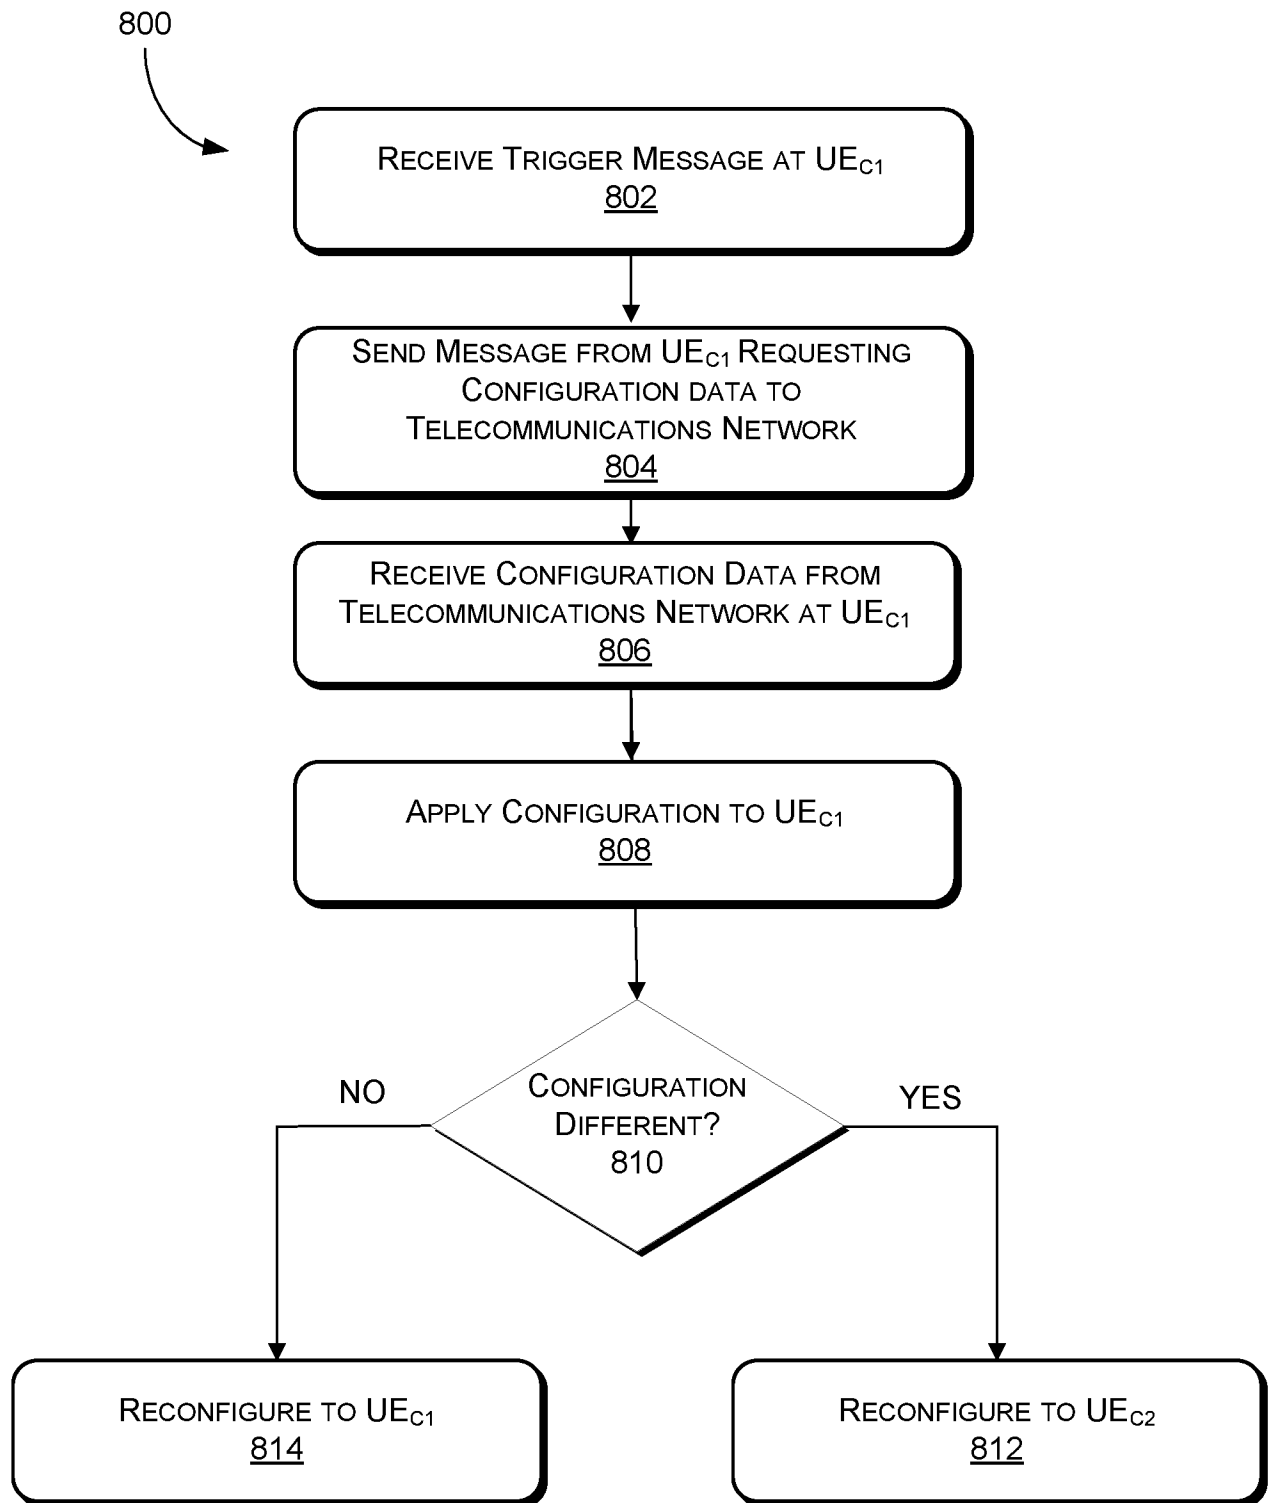 800
RECEIVE TRIGGER MESSAGE AT UEC1
802
SEND MESSAGE FROM UEC1 REQUESTING
CONFIGURATION DATA TO
TELECOMMUNICATIONS NETWORK
804
RECEIVE CONFIGURATION DATA FROM
TELECOMMUNICATIONS NETWORK AT UEC1
806
APPLY CONFIGURATION TO UEC1
808
CONFIGURATION
DIFFERENT?
810
NO
YES
RECONFIGURE TO UEC1
814
RECONFIGURE TO UEC2
812